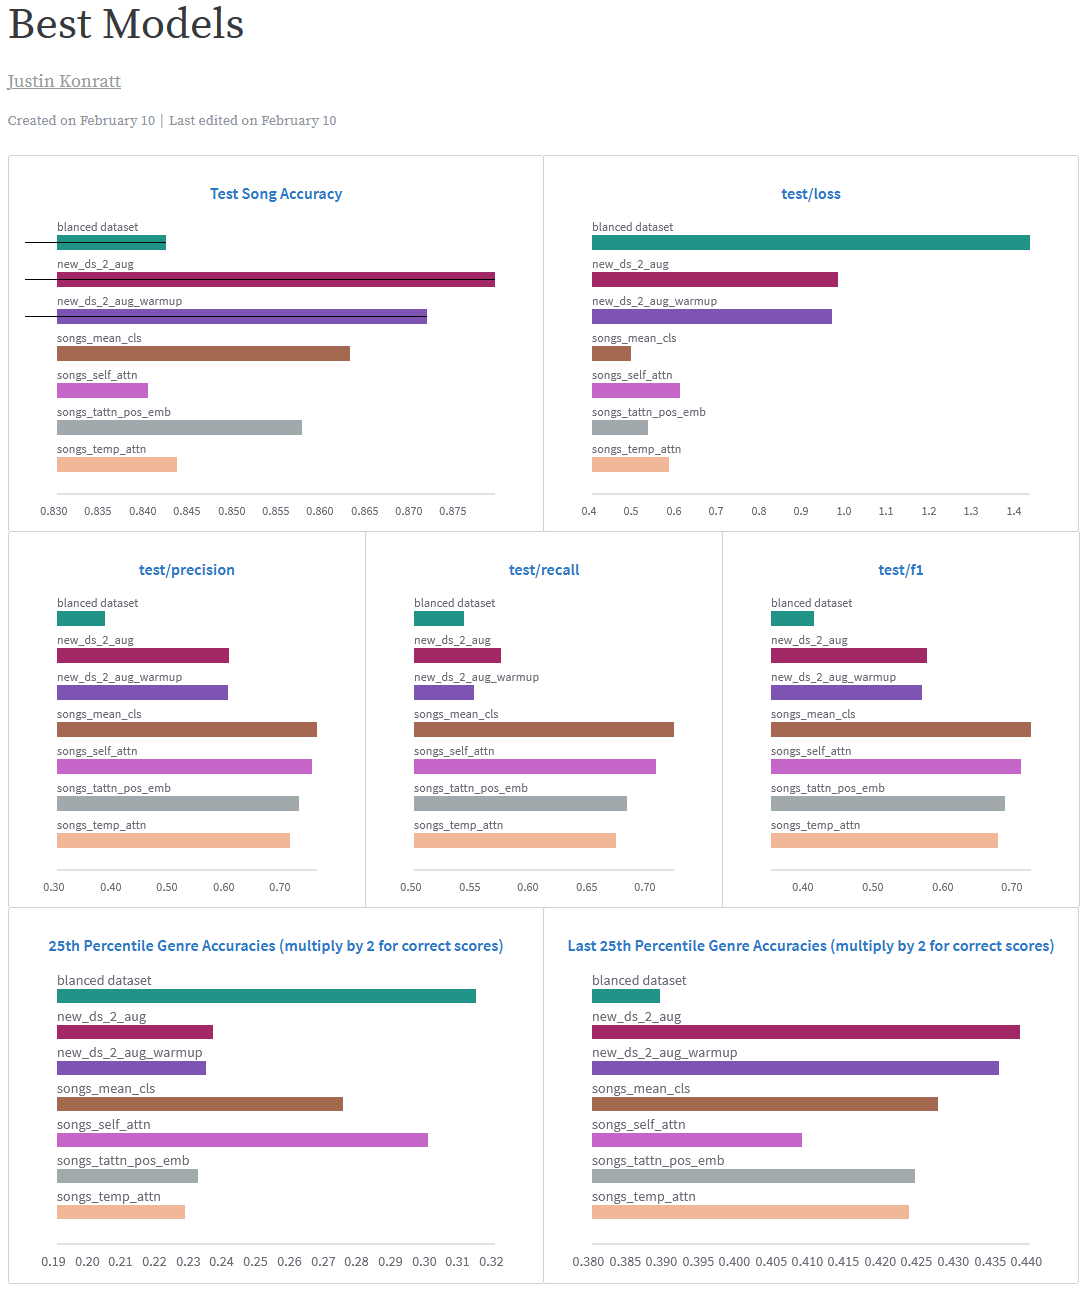 Best Models
Justin Konratt
Created on February 10 | Last edited on February 10
Test Song Accuracy
blanced dataset
new_ds_2_aug
new_ds_2_aug_warmup
songs_mean_cls
songs_self_attn
songs_tattn_pos_emb
songs_temp_attn
0.830 0.835 0.840 0.845 0.850 0.855 0.860 0.865 0.870 0.875
test/loss
blanced dataset
new_ds_2_aug
new_ds_2_aug_warmup
songs_mean_cls
songs_self_attn
songs_tattn_pos_emb
songs_temp_attn
0.4 0.5 0.6 0.7 0.8 0.9 1.0 1.1 1.2 1.3 1.4
test/precision
blanced dataset
new_ds_2_aug
new_ds_2_aug_warmup
songs_mean_cls
songs_self_attn
songs_tattn_pos_emb
songs_temp_attn
0.30 0.40 0.50 0.60 0.70
test/recall
blanced dataset
new_ds_2_aug
new_ds_2_aug_warmup
songs_mean_cls
songs_self_attn
songs_tattn_pos_emb
songs_temp_attn
0.50 0.55 0.60 0.65 0.70
test/f1
blanced dataset
new_ds_2_aug
new_ds_2_aug_warmup
songs_mean_cls
songs_self_attn
songs_tattn_pos_emb
songs_temp_attn
0.40 0.50 0.60 0.70
25th Percentile Genre Accuracies (multiply by 2 for correct scores)
blanced dataset
new_ds_2_aug
new_ds_2_aug_warmup
songs_mean_cls
songs_self_attn
songs_tattn_pos_emb
songs_temp_attn
0.19 0.20 0.21 0.22 0.23 0.24 0.25 0.26 0.27 0.28 0.29 0.30 0.31 0.32
Last 25th Percentile Genre Accuracies (multiply by 2 for correct scores)
blanced dataset
new_ds_2_aug
new_ds_2_aug_warmup
songs_mean_cls
songs_self_attn
songs_tattn_pos_emb
songs_temp_attn
0.380 0.385 0.390 0.395 0.400 0.405 0.410 0.415 0.420 0.425 0.430 0.435 0.440